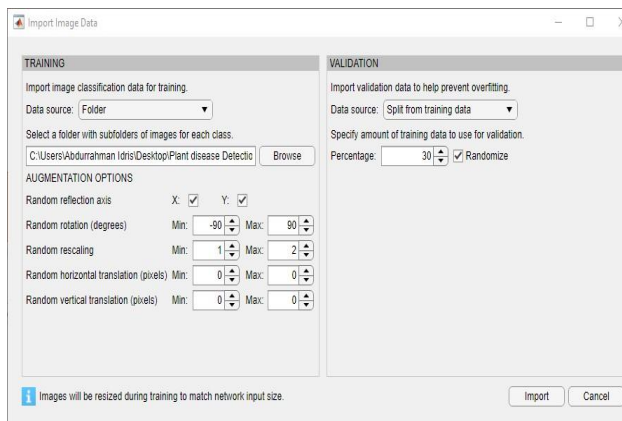 Import Image Data
TRAINING
Import image classification data for training.
Data source: Folder
Select a folder with subfolders of images for each class.
C:\Users\Abdurrahman Idris\Desktop\Plant disease Detectic Browse
AUGMENTATION OPTIONS
Random reflection axis X: Y:
Random rotation (degrees) Min: -90 Max: 90
Random rescaling Min: 1 Max: 2
Random horizontal translation (pixels) Min: 0 Max: 0
Random vertical translation (pixels) Min: 0 Max: 0
VALIDATION
Import validation data to help prevent overfitting.
Data source: Split from training data
Specify amount of training data to use for validation.
Percentage: 30 Randomize
Images will be resized during training to match network input size.
Import Cancel